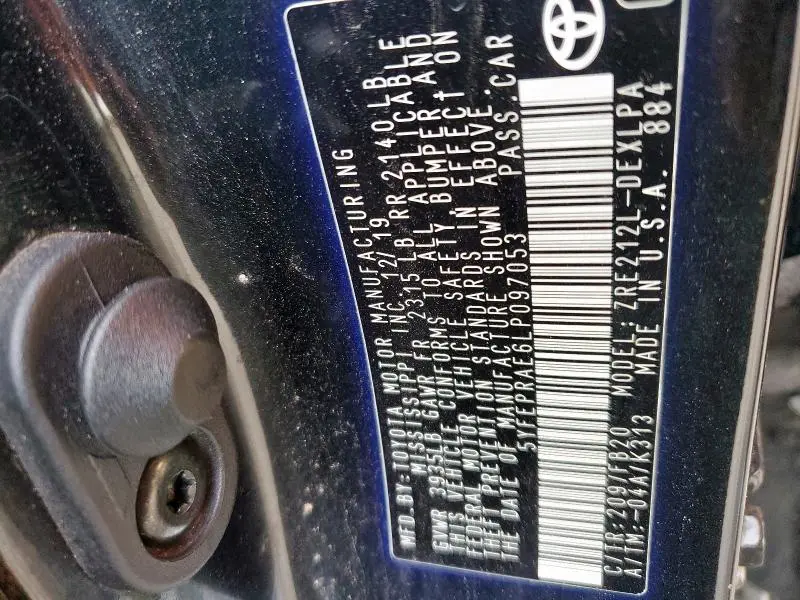 MFD.BY:TOYOTA MOTOR MANUFACTURING
MISSISSIPPI INC. 12/19
GVWR 3935LB GAWR FR 2315 LB RR 2140 LB
THIS VEHICLE CONFORMS TO ALL APPLICABLE
FEDERAL MOTOR VEHICLE SAFETY, BUMPER AND
THEFT PREVENTION STANDARDS IN EFFECT ON
THE DATE OF MANUFACTURE SHOWN ABOVE.
5YFEPRAE6LP097053 PASS.CAR
C/TR:209/FB20 MODEL:ZRE212L-DEXLPA
A/TM:-04A/K313 MADE IN U.S.A. 884